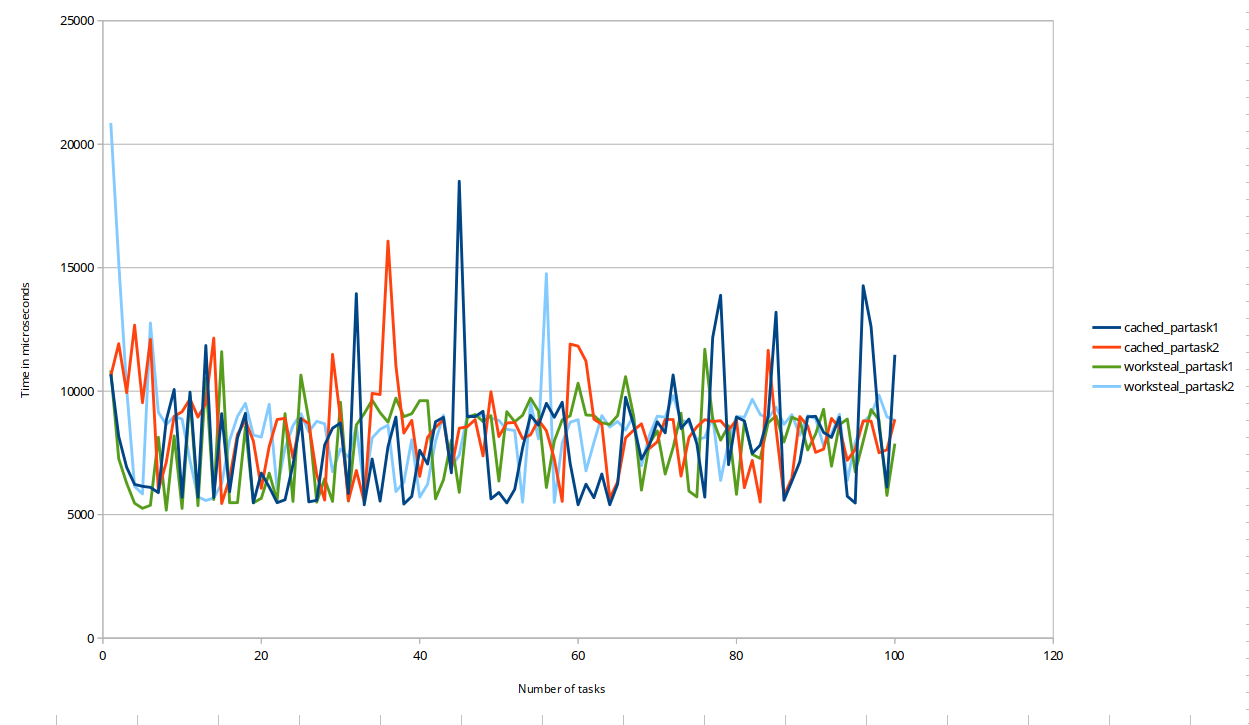 25000
20000
15000
10000
5000
0
0 20 40 60 80 100 120
Time in microseconds
Number of tasks
cached_partask1
cached_partask2
worksteal_partask1
worksteal_partask2